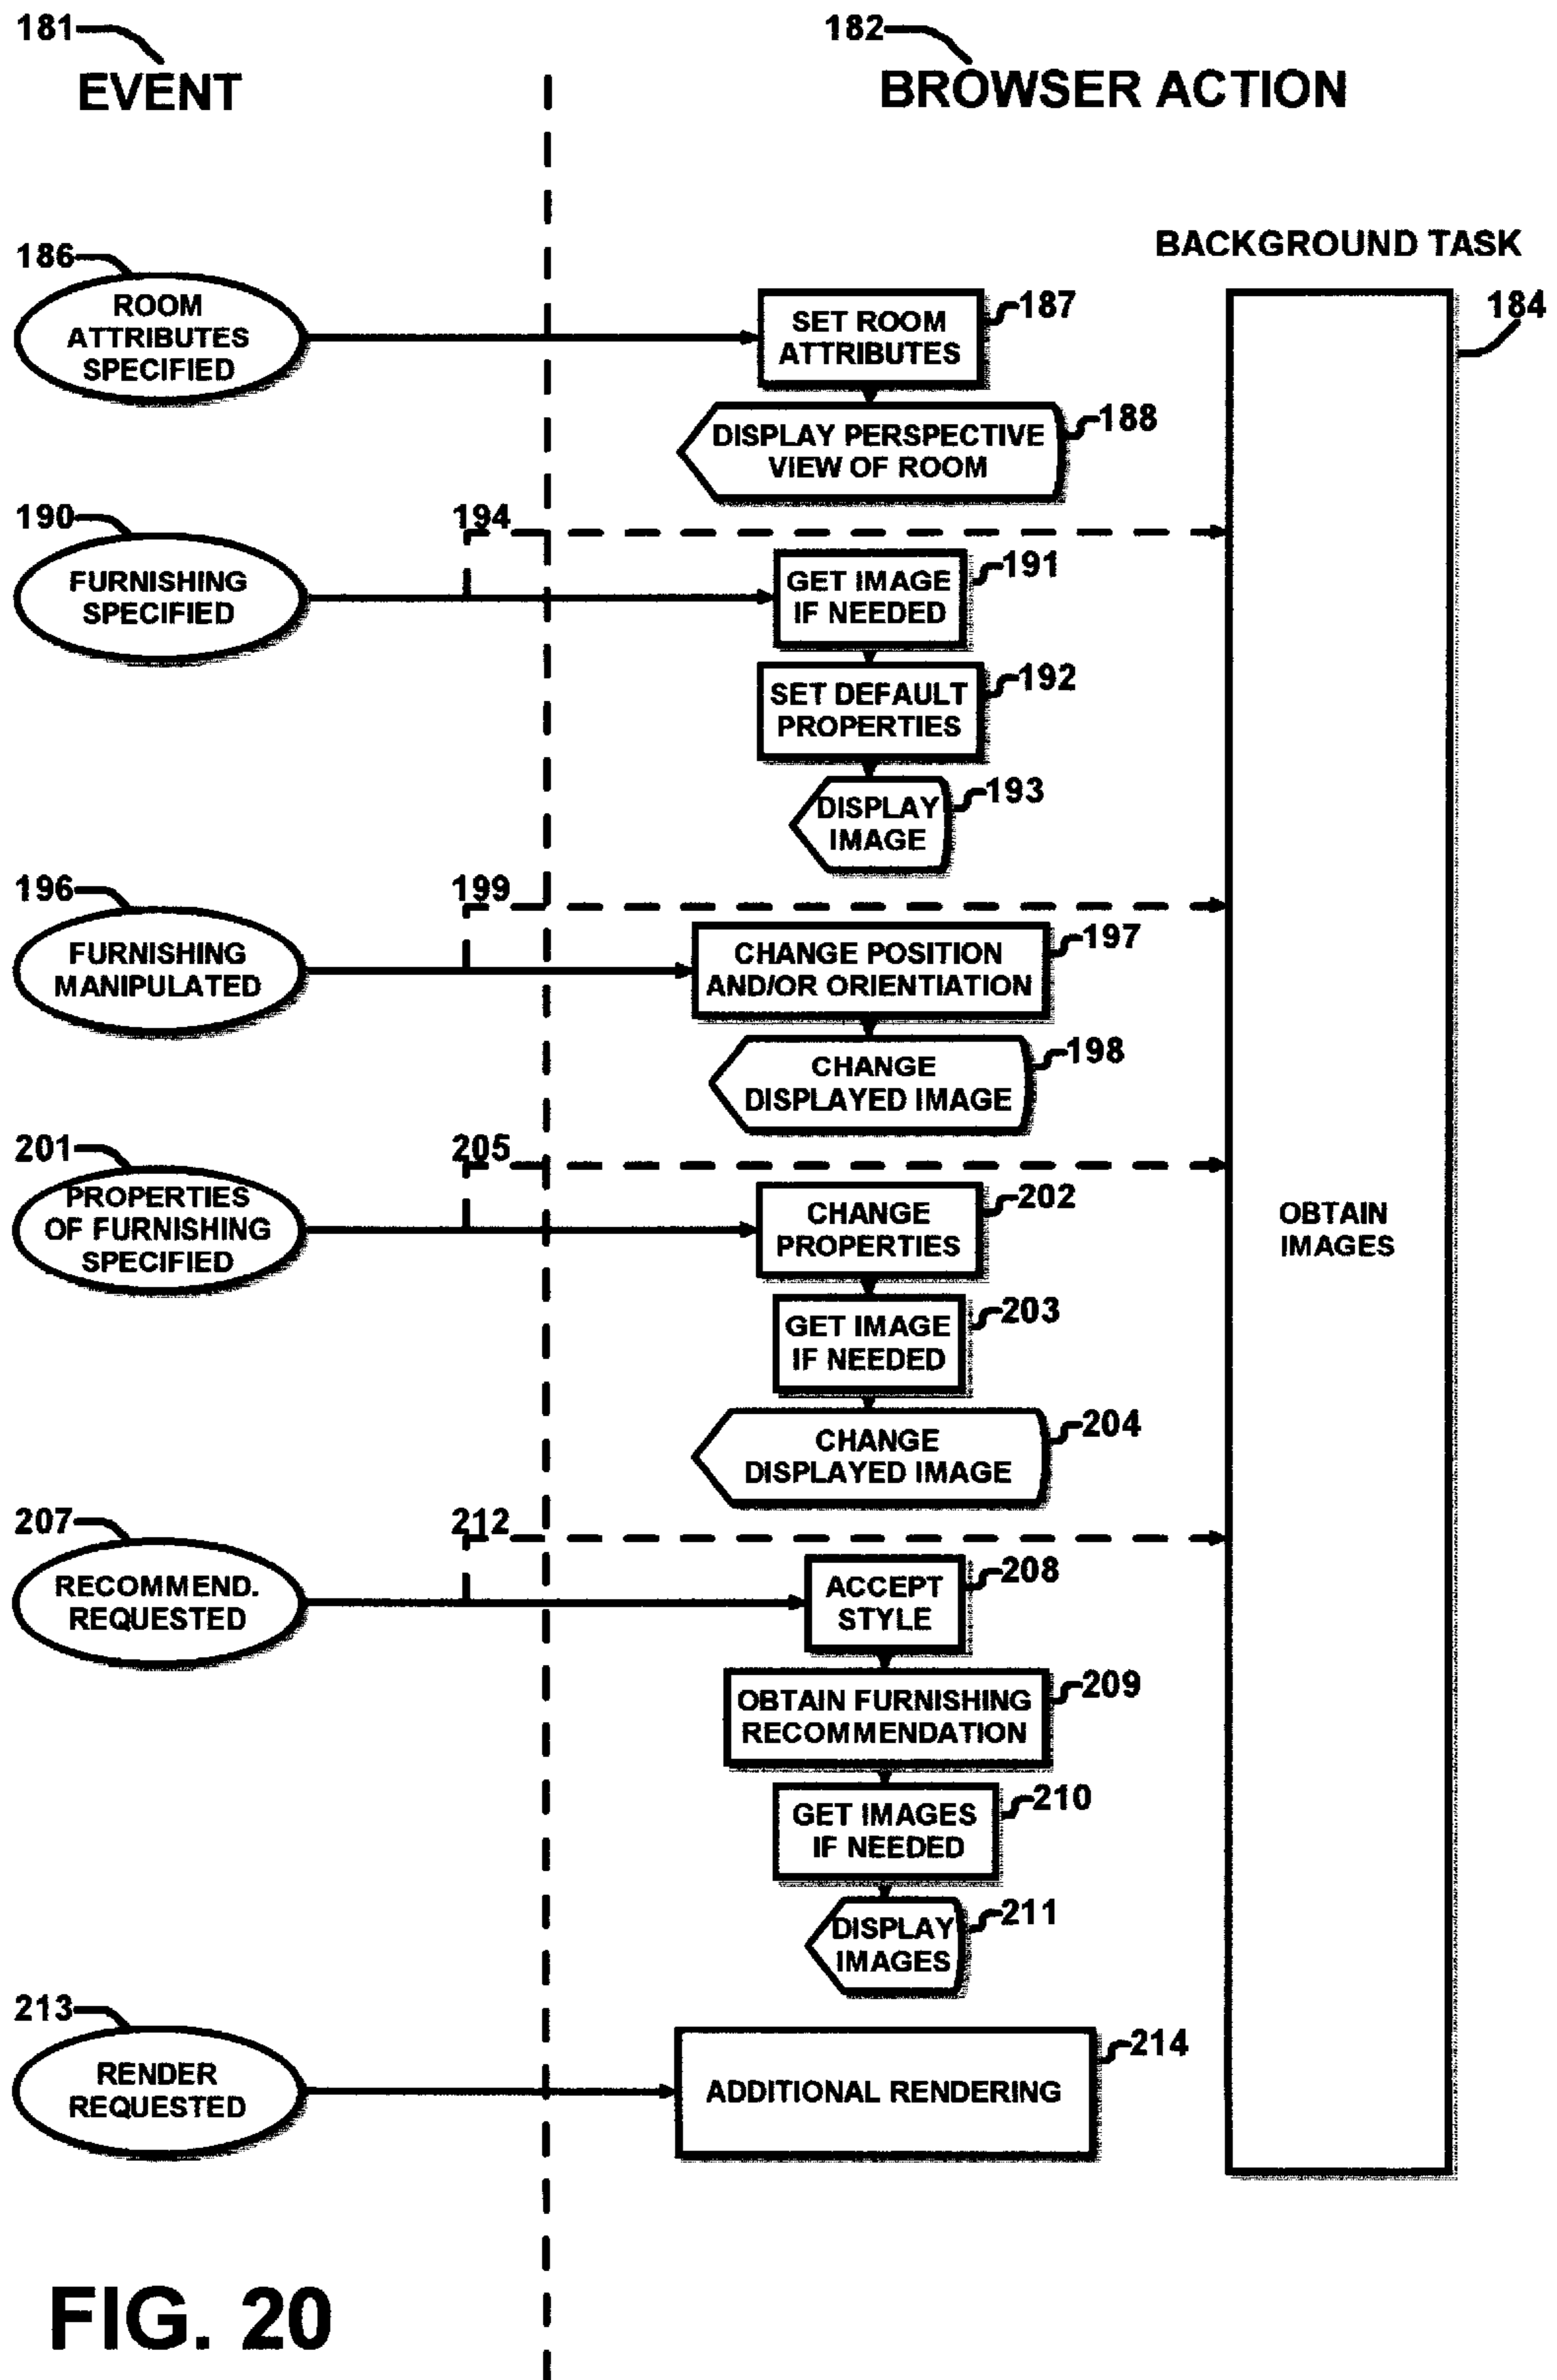 181
182
EVENT
BROWSER ACTION
BACKGROUND TASK
184
186
ROOM
ATTRIBUTES
SPECIFIED
SET ROOM
ATTRIBUTES
187
DISPLAY PERSPECTIVE
VIEW OF ROOM
188
190
194
FURNISHING
SPECIFIED
GET IMAGE
IF NEEDED
191
SET DEFAULT
PROPERTIES
192
DISPLAY
IMAGE
193
196
199
FURNISHING
MANIPULATED
CHANGE POSITION
AND/OR ORIENTIATION
197
CHANGE
DISPLAYED IMAGE
198
201
205
PROPERTIES
OF FURNISHING
SPECIFIED
CHANGE
PROPERTIES
202
OBTAIN
IMAGES
GET IMAGE
IF NEEDED
203
CHANGE
DISPLAYED IMAGE
204
207
212
RECOMMEND.
REQUESTED
ACCEPT
STYLE
208
OBTAIN FURNISHING
RECOMMENDATION
209
GET IMAGES
IF NEEDED
210
DISPLAY
IMAGES
211
213
RENDER
REQUESTED
ADDITIONAL RENDERING
214
FIG. 20